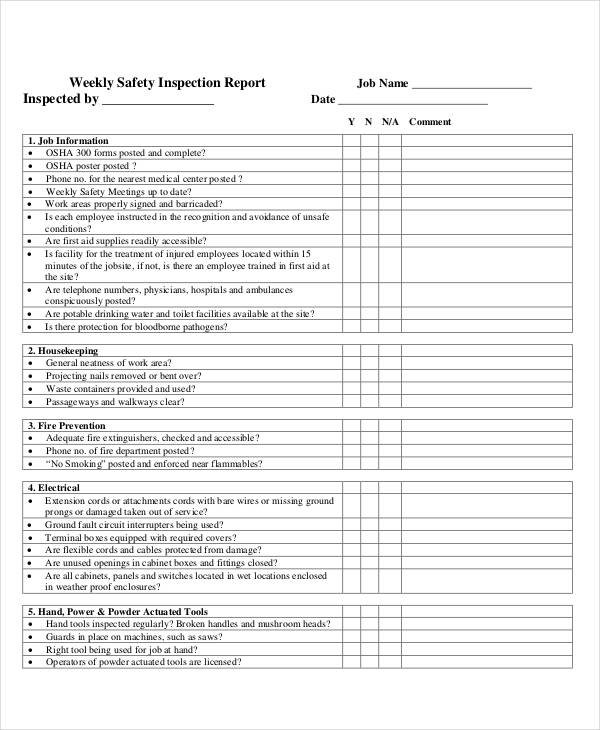 Weekly Safety Inspection Report Job Name ____________________
Inspected by ________________ Date _________________________
Y N N/A Comment
1. Job Information
• OSHA 300 forms posted and complete?
• OSHA poster posted ?
• Phone no. for the nearest medical center posted ?
• Weekly Safety Meetings up to date?
• Work areas properly signed and barricaded?
• Is each employee instructed in the recognition and avoidance of unsafe
conditions?
• Are first aid supplies readily accessible?
• Is facility for the treatment of injured employees located within 15
minutes of the jobsite, if not, is there an employee trained in first aid at
the site?
• Are telephone numbers, physicians, hospitals and ambulances
conspicuously posted?
• Are potable drinking water and toilet facilities available at the site?
• Is there protection for bloodborne pathogens?
2. Housekeeping
• General neatness of work area?
• Projecting nails removed or bent over?
• Waste containers provided and used?
• Passageways and walkways clear?
3. Fire Prevention
• Adequate fire extinguishers, checked and accessible?
• Phone no. of fire department posted?
• “No Smoking” posted and enforced near flammables?
4. Electrical
• Extension cords or attachments cords with bare wires or missing ground
prongs or damaged taken out of service?
• Ground fault circuit interrupters being used?
• Terminal boxes equipped with required covers?
• Are flexible cords and cables protected from damage?
• Are unused openings in cabinet boxes and fittings closed?
• Are all cabinets, panels and switches located in wet locations enclosed
in weather proof enclosures?
5. Hand, Power & Powder Actuated Tools
• Hand tools inspected regularly? Broken handles and mushroom heads?
• Guards in place on machines, such as saws?
• Right tool being used for job at hand?
• Operators of powder actuated tools are licensed?